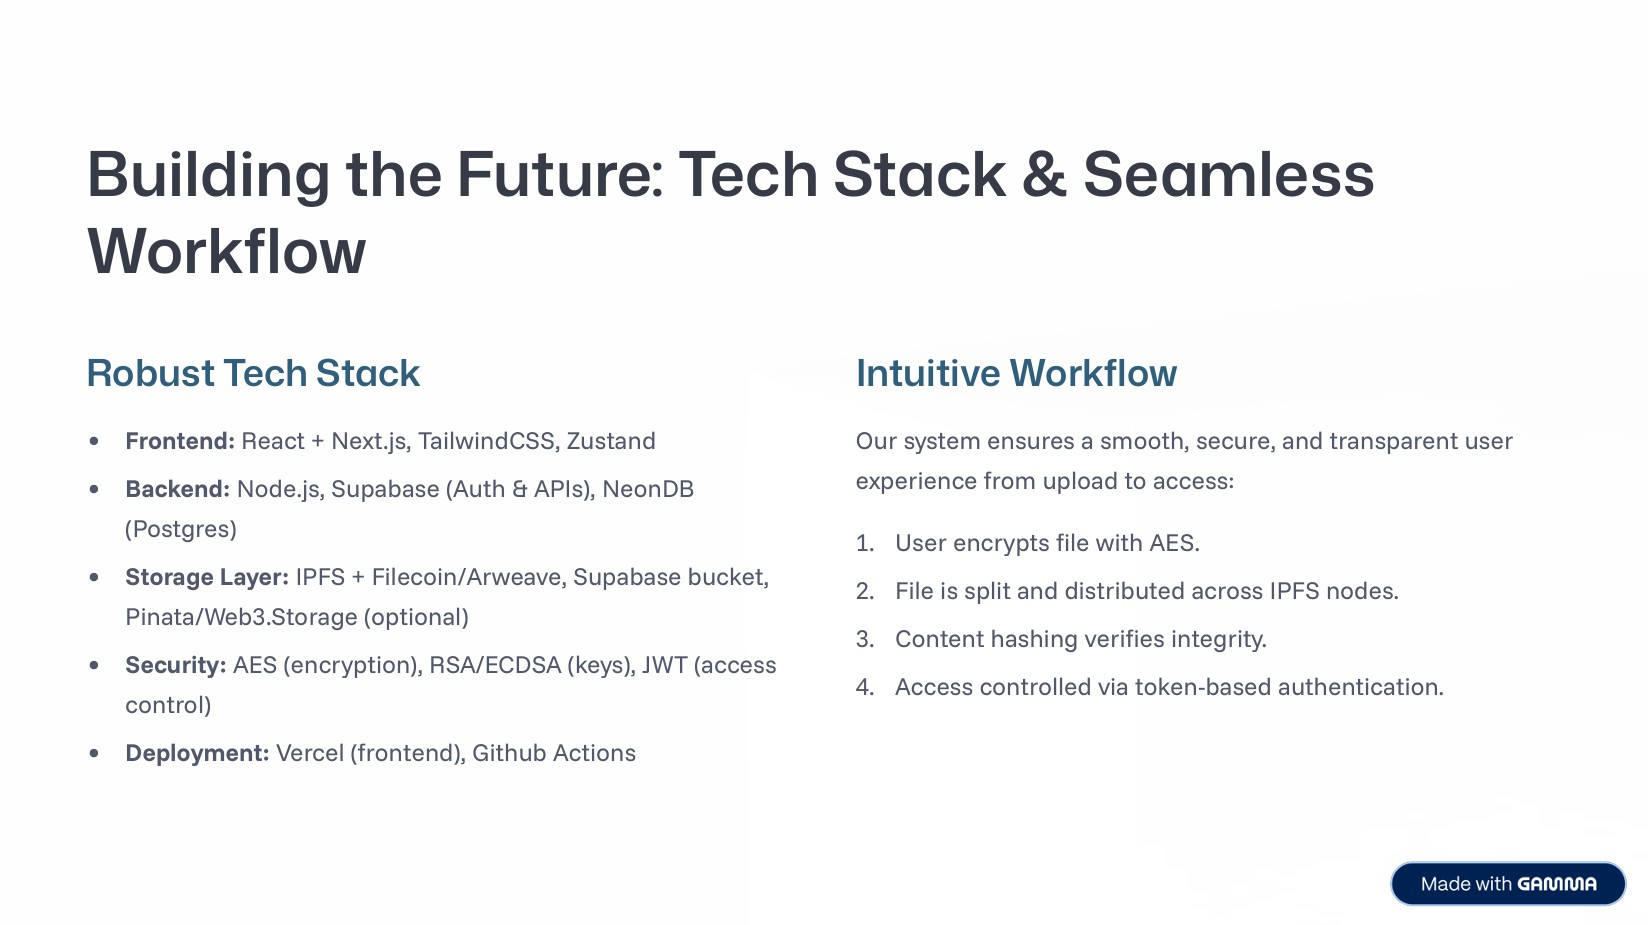 Building the Future: Tech Stack & Seamless
Workflow
Robust Tech Stack
• Frontend: React + Next.js, TailwindCSS, Zustand
• Backend: Node.js, Supabase (Auth & APIs), NeonDB
(Postgres)
• Storage Layer: IPFS + Filecoin/Arweave, Supabase bucket,
Pinata/Web3.Storage (optional)
• Security: AES (encryption), RSA/ECDSA (keys), JWT (access
control)
• Deployment: Vercel (frontend), Github Actions
Intuitive Workflow
Our system ensures a smooth, secure, and transparent user
experience from upload to access:
1. User encrypts file with AES.
2. File is split and distributed across IPFS nodes.
3. Content hashing verifies integrity.
4. Access controlled via token-based authentication.
Made with GAMMA